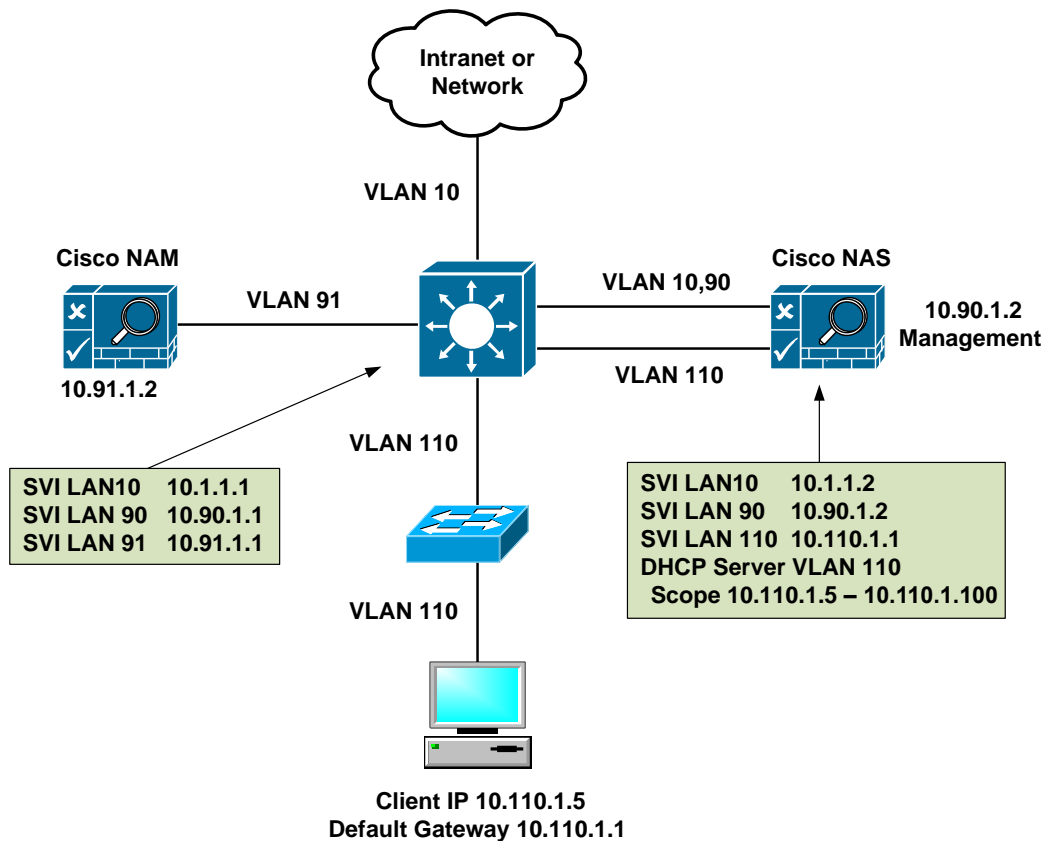 Intranet or
Network
VLAN 10
Cisco NAM
Cisco NAS
VLAN 91
VLAN 10,90
10.90.1.2
Management
VLAN 110
10.91.1.2
VLAN 110
SVI LAN10 10.1.1.1
SVI LAN 90 10.90.1.1
SVI LAN 91 10.91.1.1
SVI LAN10 10.1.1.2
SVI LAN 90 10.90.1.2
SVI LAN 110 10.110.1.1
DHCP Server VLAN 110
Scope 10.110.1.5 – 10.110.1.100
VLAN 110
Client IP 10.110.1.5
Default Gateway 10.110.1.1